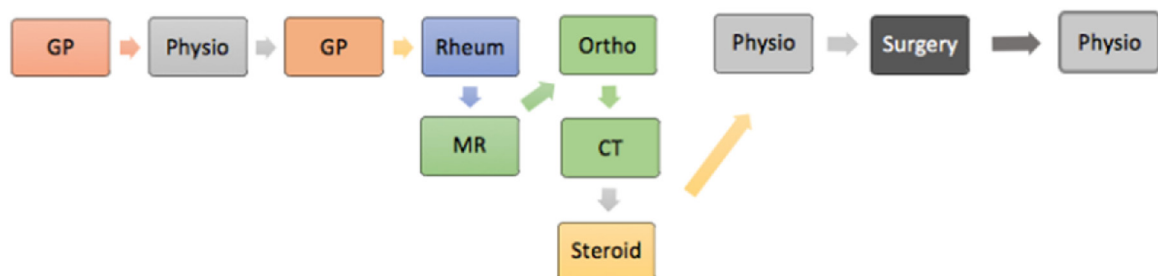 GP
Physio
GP
Rheum
MR
Ortho
CT
Steroid
Physio
Surgery
Physio